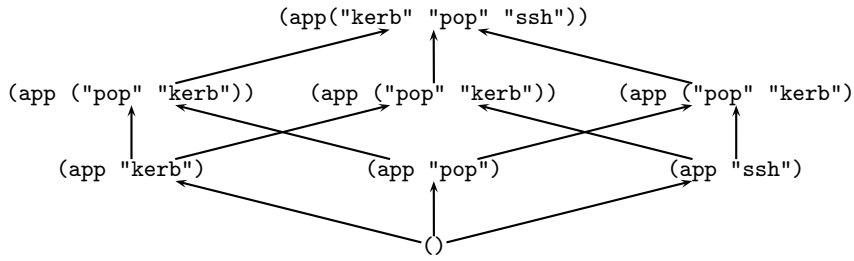 (app("kerb" "pop" "ssh"))
(app ("pop" "kerb")) (app ("pop" "kerb")) (app ("pop" "kerb")
(app "kerb") (app "pop") (app "ssh")
()